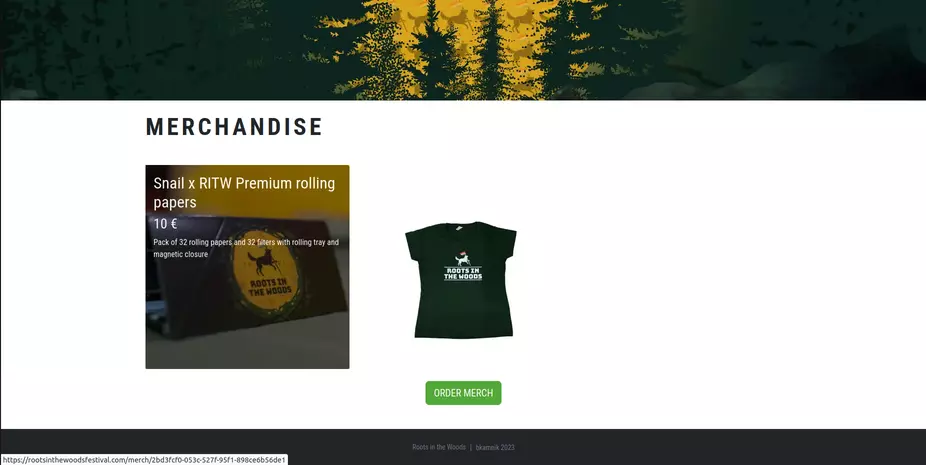 MERCHANDISE
Snail x RITW Premium rolling
papers
10 €
Pack of 32 rolling papers and 32 filters with rolling tray and
magnetic closure
ROOTS IN
THE WOODS
ROOTS IN
THE WOODS
ORDER MERCH
Roots in the Woods | tkamnik 2023
https://rootsinthewoodsfestival.com/merch/2bd3fcf0-053c-527f-95f1-898ce6b56de1